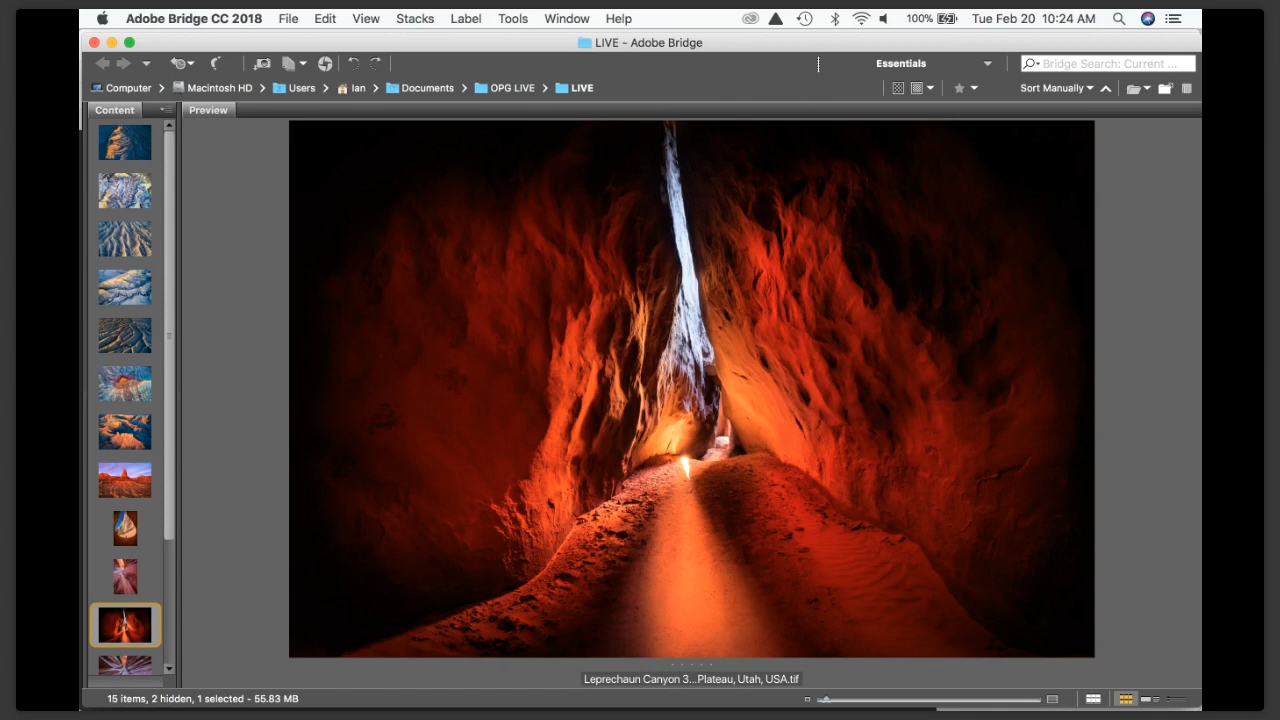 Adobe Bridge CC 2018 File Edit View Stacks Label Tools Window Help 100% Tue Feb 20 10:24 AM
LIVE - Adobe Bridge
Essentials Bridge Search: Current ...
Computer Macintosh HD Users Ian Documents OPG LIVE LIVE Sort Manually
Content Preview
Leprechaun Canyon 3...Plateau, Utah, USA.tif
15 items, 2 hidden, 1 selected - 55.83 MB